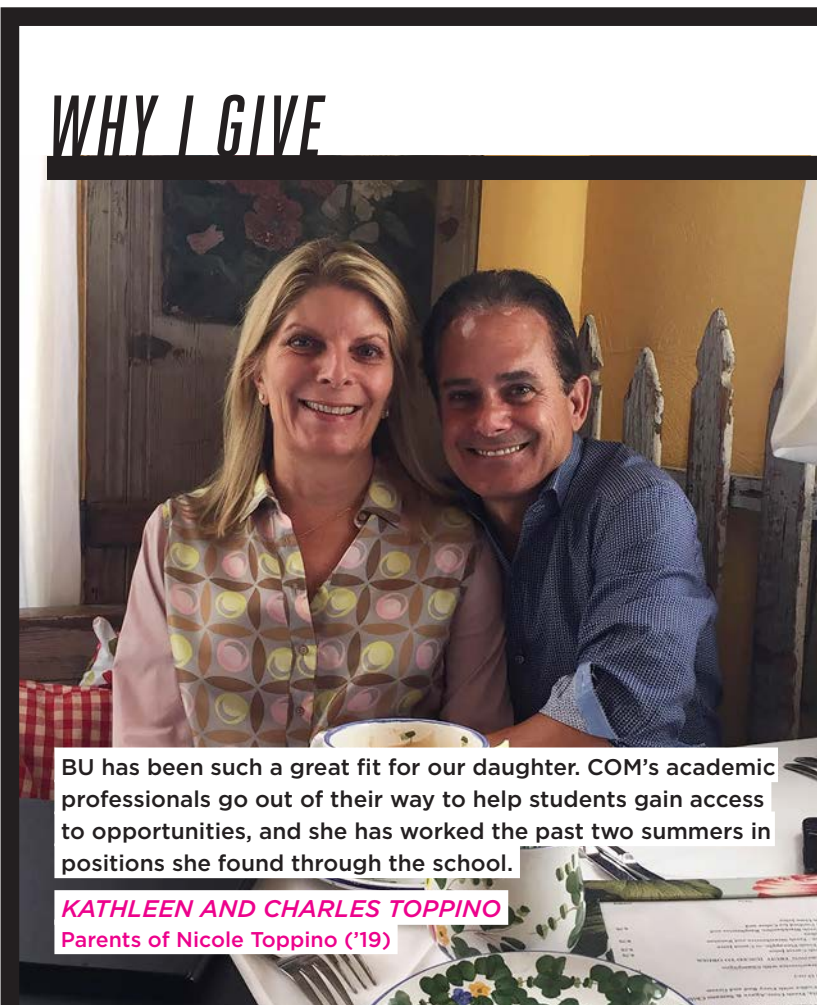 WHY I GIVE
BU has been such a great fit for our daughter. COM’s academic
professionals go out of their way to help students gain access
to opportunities, and she has worked the past two summers in
positions she found through the school.
KATHLEEN AND CHARLES TOPPINO
Parents of Nicole Toppino (’19)